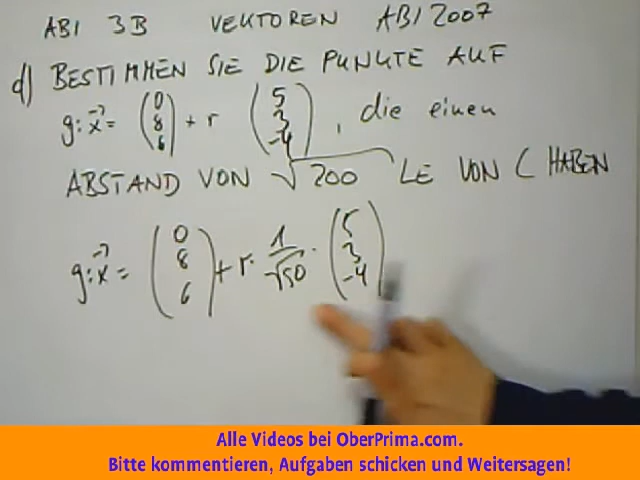 ABI 3B VEKTOREN ABI 2007
d) BESTIMMEN SIE DIE PUNKTE AUF
g: x⃗ = (0 8 6) + r (5 3 -4), die einen
ABSTAND VON √200 LE VON C HABEN
g: x⃗ = (0 8 6) + r · 1/√50 · (5 3 -4)
Alle Videos bei OberPrima.com.
Bitte kommentieren, Aufgaben schicken und Weitersagen!